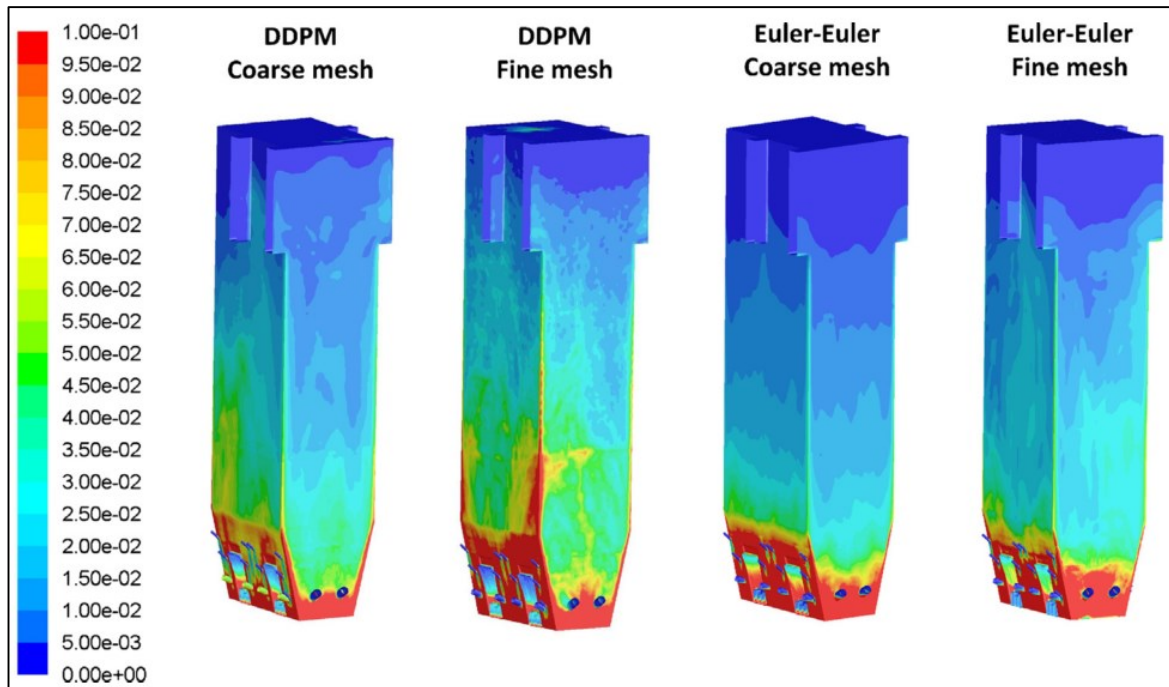 DDPM
Coarse mesh
DDPM
Fine mesh
Euler-Euler
Coarse mesh
Euler-Euler
Fine mesh
1.00e-01
9.50e-02
9.00e-02
8.50e-02
8.00e-02
7.50e-02
7.00e-02
6.50e-02
6.00e-02
5.50e-02
5.00e-02
4.50e-02
4.00e-02
3.50e-02
3.00e-02
2.50e-02
2.00e-02
1.50e-02
1.00e-02
5.00e-03
0.00e+00